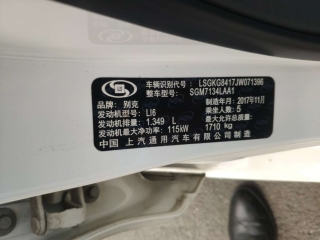 车辆识别代号：LSGKG8417JW071396
整车型号：SGM7134LAA1
品牌：别克 制造年月：2017年11月
发动机型号：LI6 乘坐人数：5
发动机排量：1.349 L 最大允许总质量：
发动机最大净功率：115kW 1710 kg
中国 上汽通用汽车有限公司制造